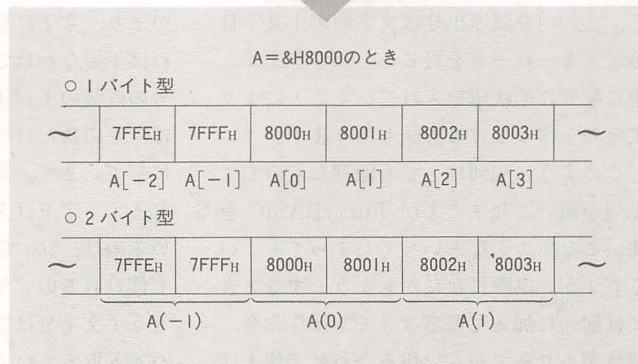 A=&H8000のとき
○ 1バイト型
〜 7FFEH 7FFFH 8000H 8001H 8002H 8003H 〜
A[-2] A[-1] A[0] A[1] A[2] A[3]
○ 2バイト型
〜 7FFEH 7FFFH 8000H 8001H 8002H 8003H 〜
A(-1) A(0) A(1)